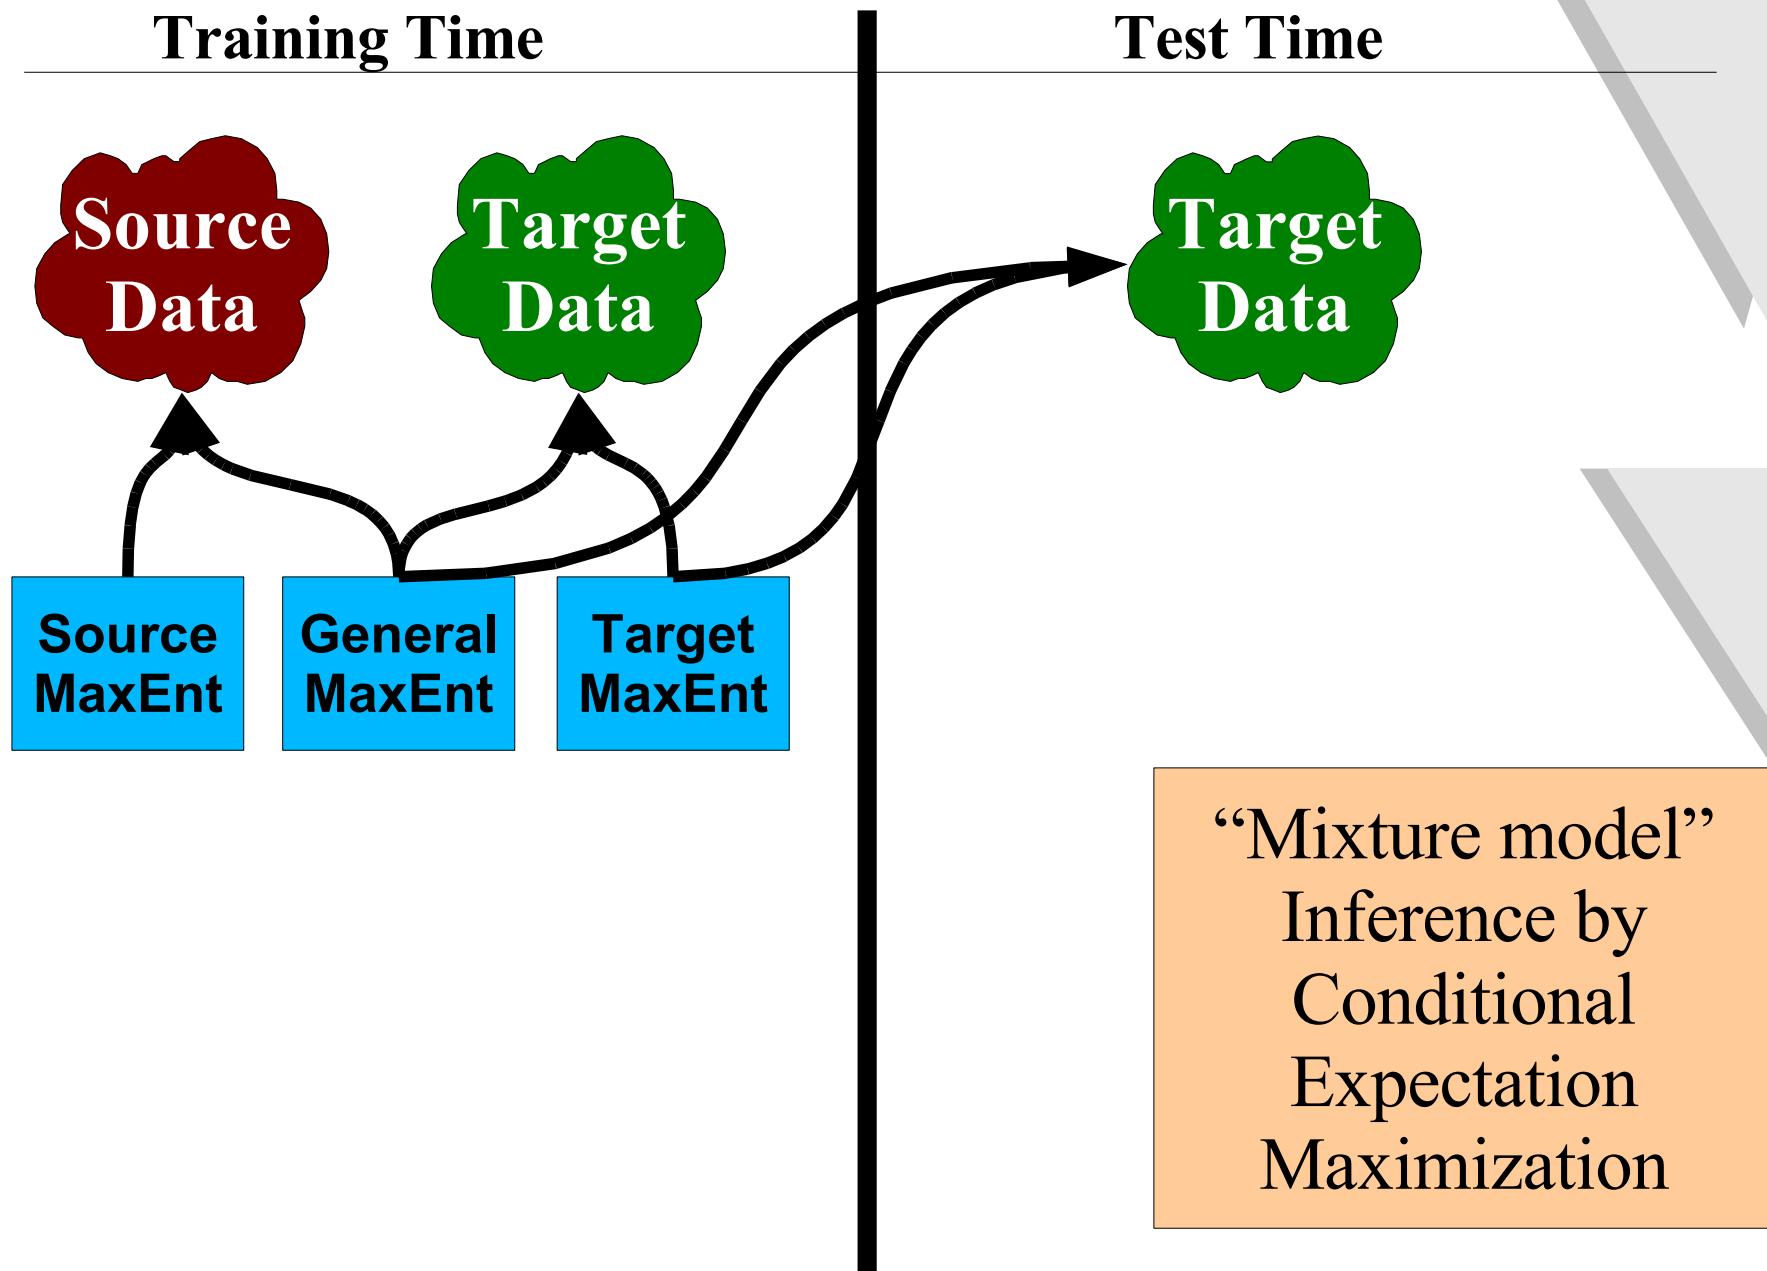 Training Time
Test Time
Source
Data
Target
Data
Target
Data
Source
MaxEnt
General
MaxEnt
Target
MaxEnt
“Mixture model”
Inference by
Conditional
Expectation
Maximization